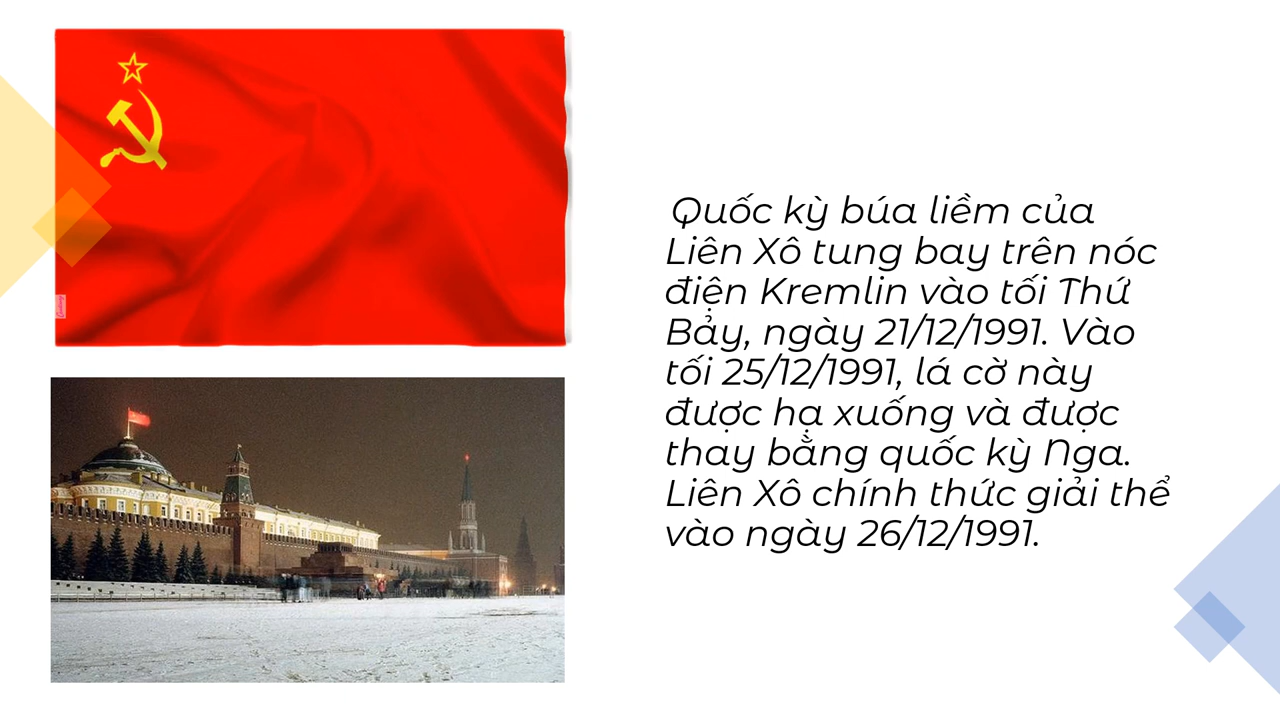 Quốc kỳ búa liềm của
Liên Xô tung bay trên nóc
điện Kremlin vào tối Thứ
Bảy, ngày 21/12/1991. Vào
tối 25/12/1991, lá cờ này
được hạ xuống và được
thay bằng quốc kỳ Nga.
Liên Xô chính thức giải thể
vào ngày 26/12/1991.